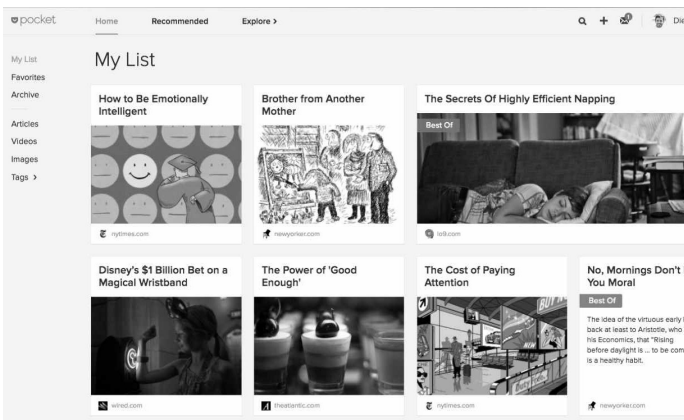 pocket
Home
Recommended
Explore >
My List
Favorites
Archive
Articles
Videos
Images
Tags >
My List
How to Be Emotionally
Intelligent
nytimes.com
Brother from Another
Mother
newyorker.com
The Secrets Of Highly Efficient Napping
Best Of
io9.com
Disney's $1 Billion Bet on a
Magical Wristband
wired.com
The Power of 'Good
Enough'
theatlantic.com
The Cost of Paying
Attention
BUY N
NEW
nytimes.com
No, Mornings Don't
You Moral
Best Of
The idea of the virtuous early
back at least to Aristotle, who
his Economics, that "Rising
before daylight is ... to be com
is a healthy habit.
newyorker.com